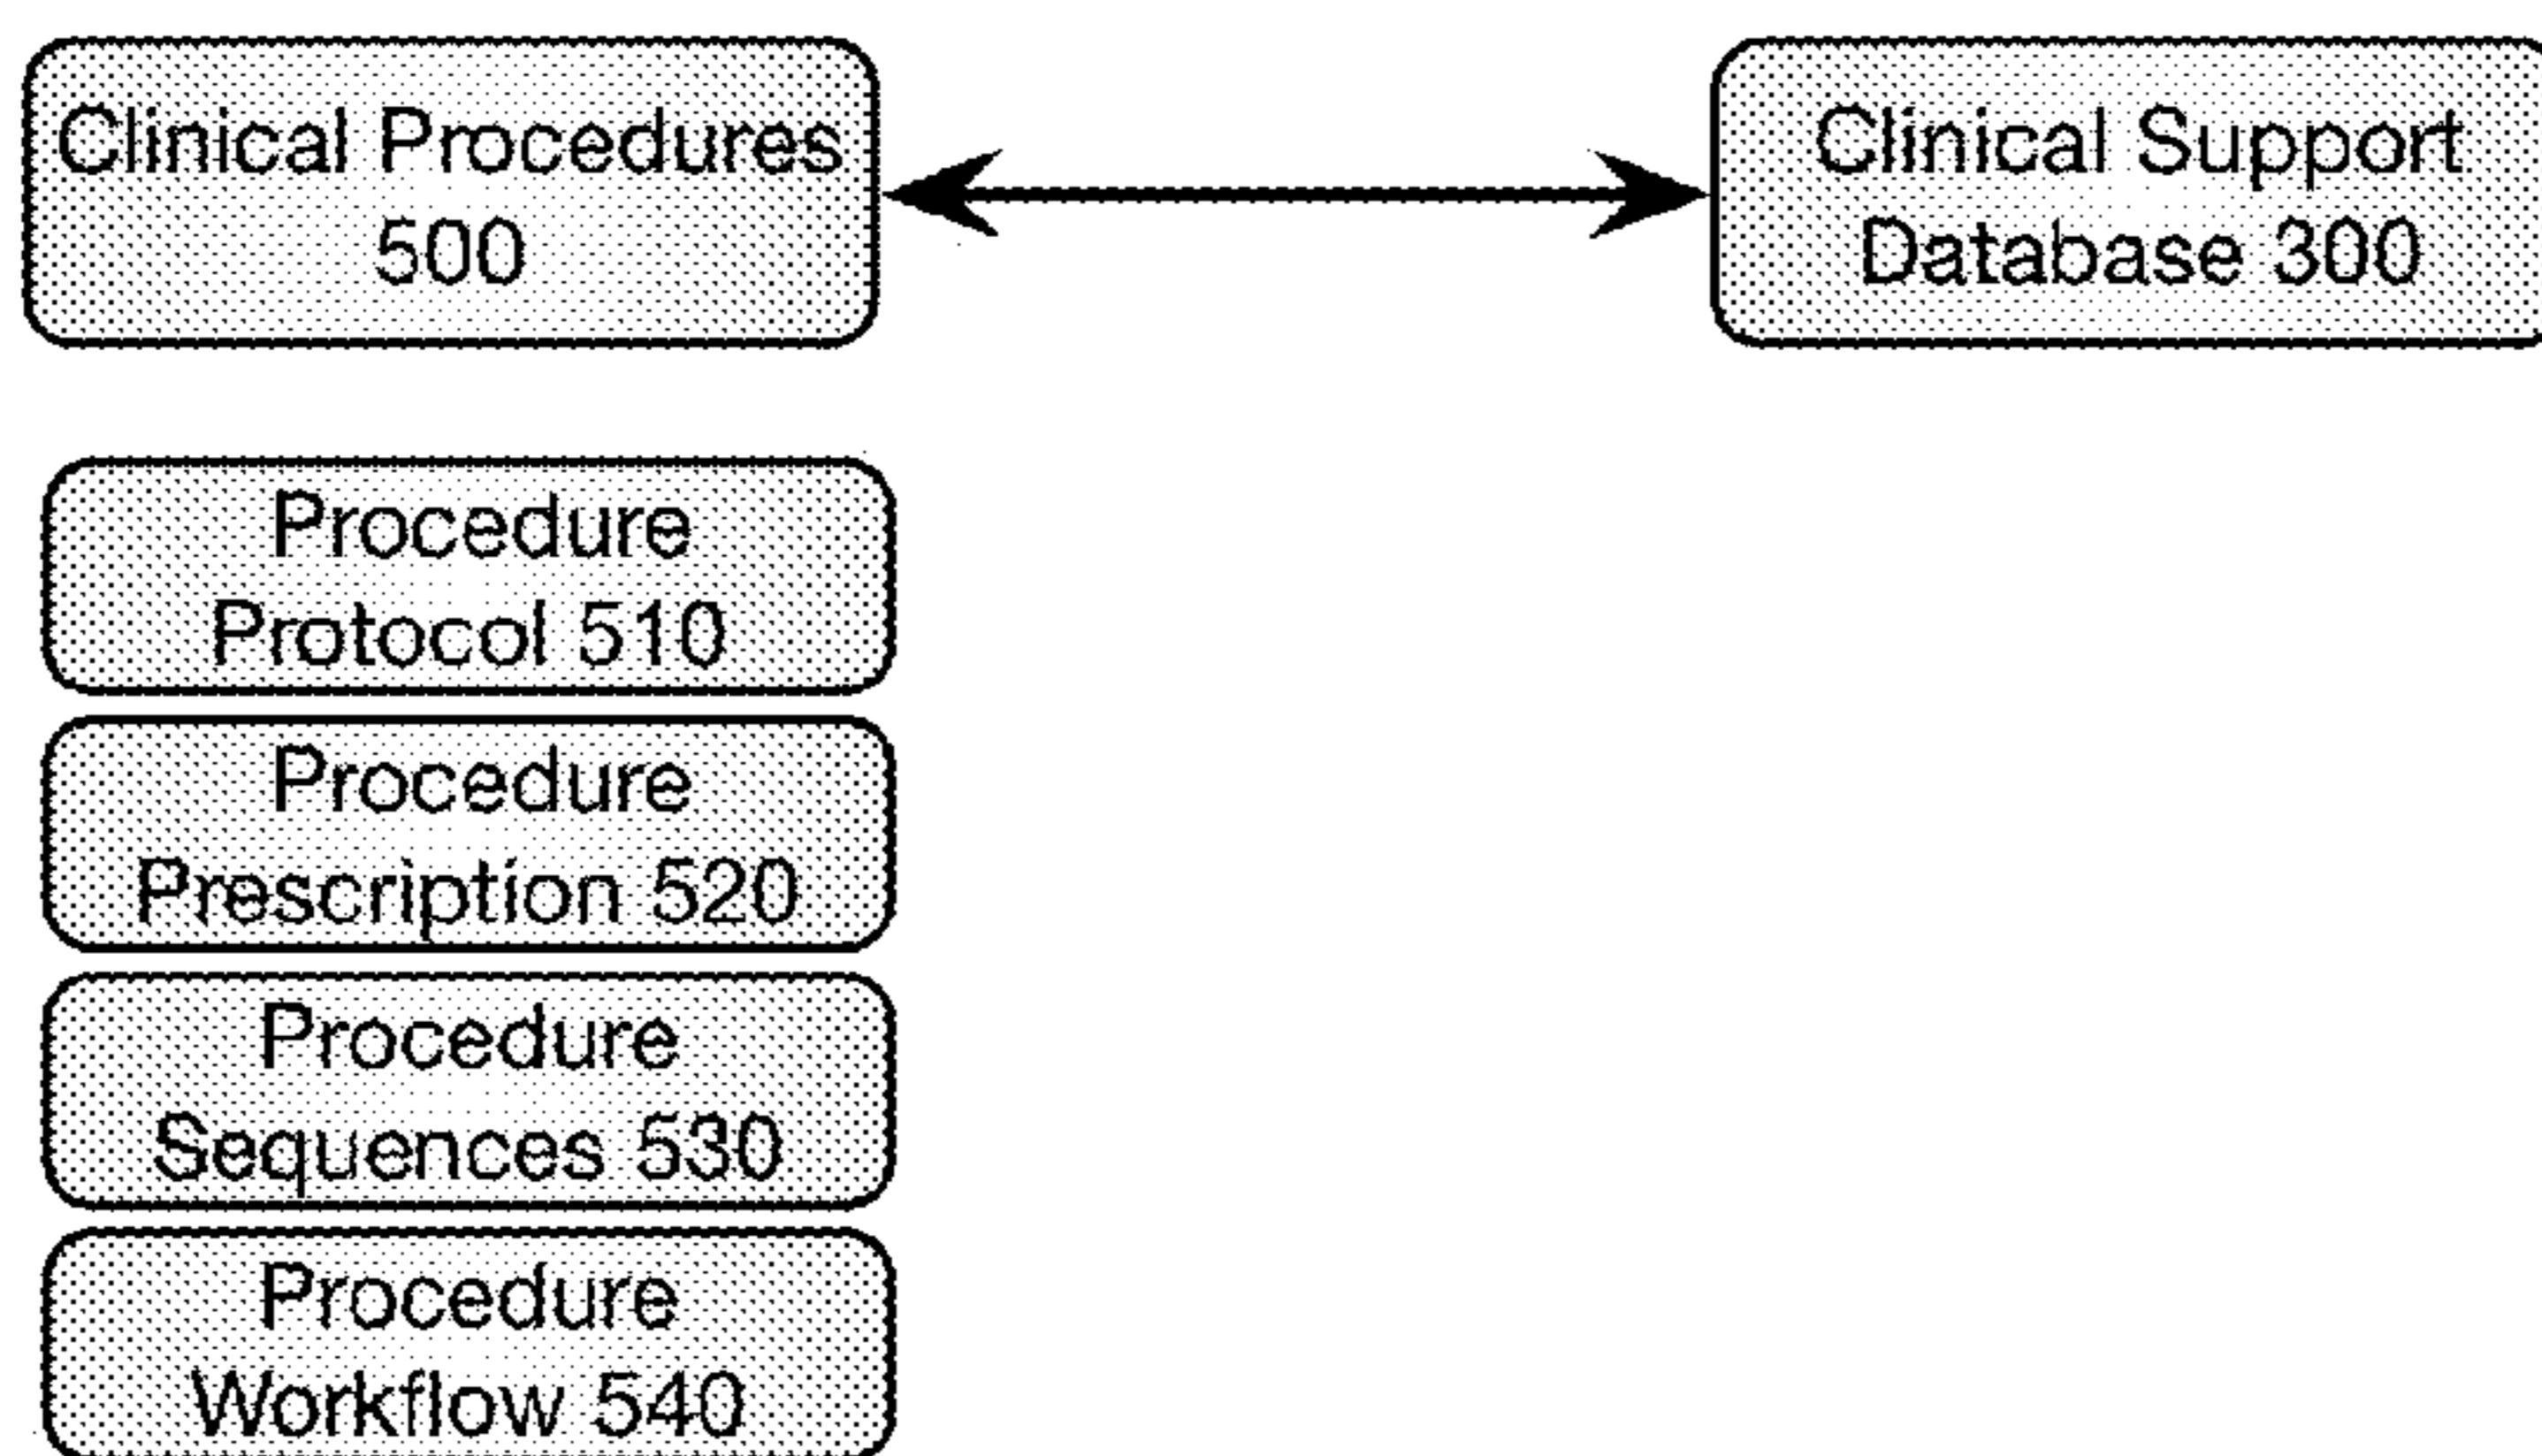 Clinical Procedures
500
Clinical Support
Database 300
Procedure
Protocol 510
Procedure
Prescription 520
Procedure
Sequences 530
Procedure
Workflow 540